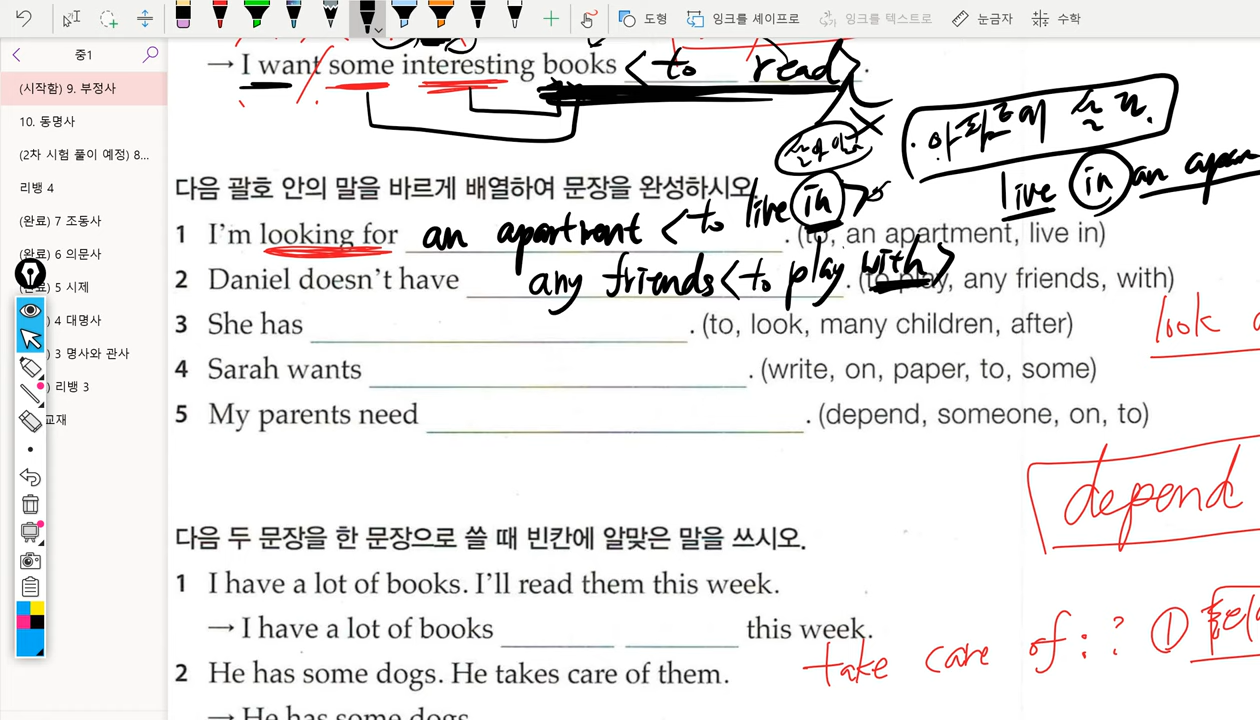 도형
잉크를 셰이프로
잉크를 텍스트로
눈금자
수학
중1
(시작함) 9. 부정사
10. 동명사
(2차 시험 풀이 예정) 8...
리뱅 4
(완료) 7 조동사
(완료) 6 의문사
5 시제
) 4 대명사
) 3 명사와 관사
) 리뱅 3
교재
→ I want some interesting books < to read > .
살아있는
아파트에 살 집.
live in an apar
다음 괄호 안의 말을 바르게 배열하여 문장을 완성하시오
1 I'm looking for an apartment < to live in > . (to, an apartment, live in)
2 Daniel doesn't have any friends < to play with > . (to play, any friends, with)
3 She has . (to, look, many children, after)
look a
4 Sarah wants . (write, on, paper, to, some)
5 My parents need . (depend, someone, on, to)
depend
다음 두 문장을 한 문장으로 쓸 때 빈칸에 알맞은 말을 쓰시오.
1 I have a lot of books. I'll read them this week.
→ I have a lot of books this week.
take care of : ? ①
2 He has some dogs. He takes care of them.
→ He has some dogs